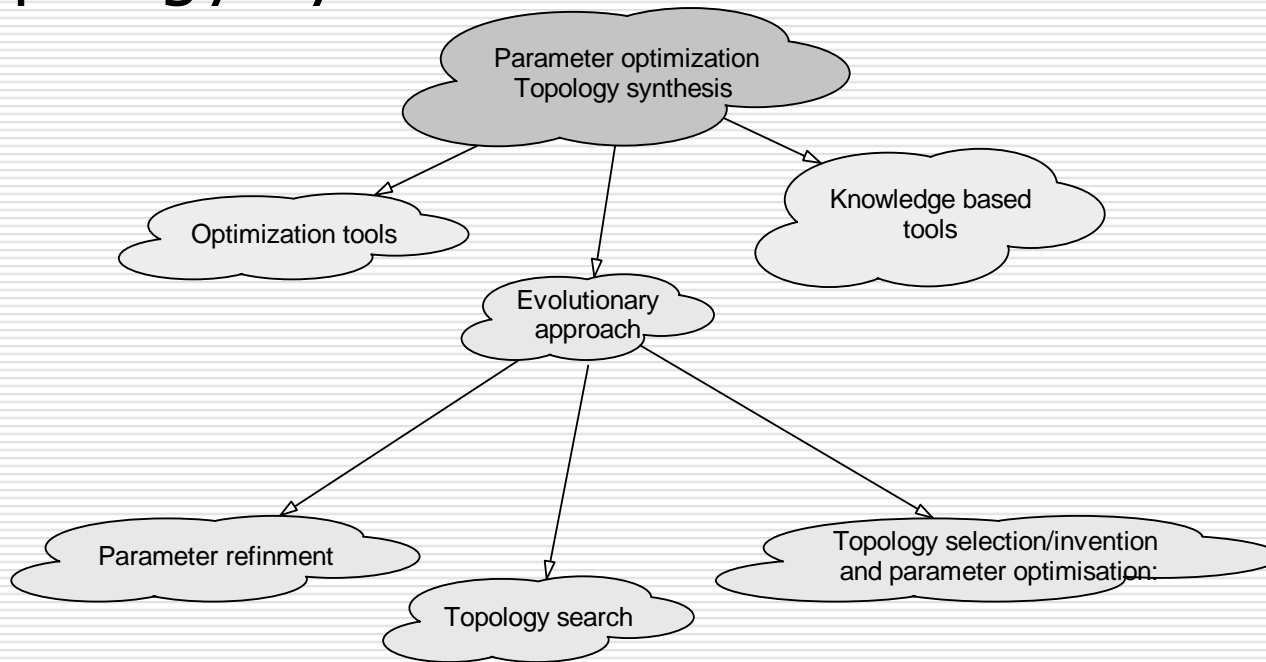 Parameter optimization
Topology synthesis
Optimization tools
Knowledge based
tools
Evolutionary
approach
Parameter refinment
Topology search
Topology selection/invention
and parameter optimisation: